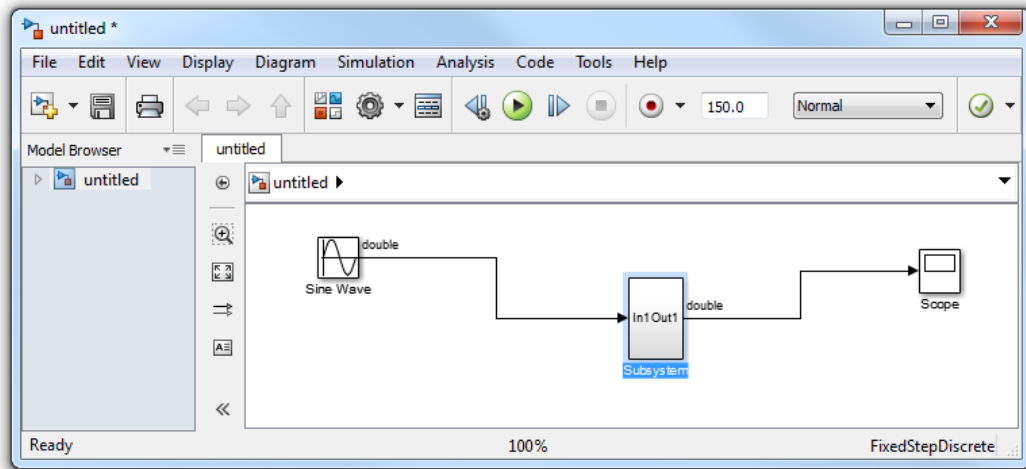 untitled *
File Edit View Display Diagram Simulation Analysis Code Tools Help
150.0 Normal
Model Browser untitled
untitled untitled
double
Sine Wave
In1 Out1
double
Subsystem
Scope
Ready 100% FixedStepDiscrete